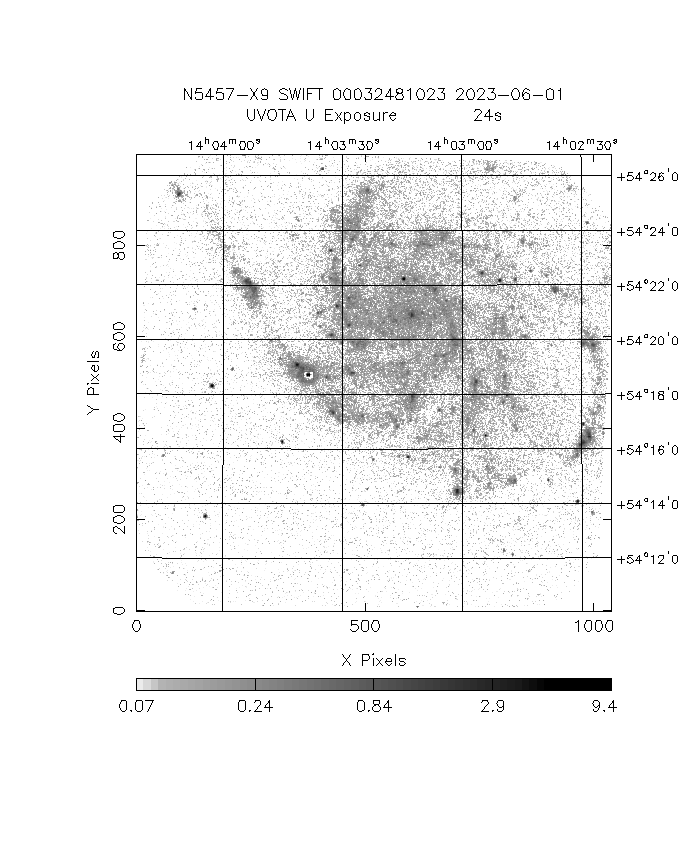 N5457-X9 SWIFT 00032481023 2023-06-01
UVOTA U Exposure 24s
14ʰ04ᵐ00ˢ 14ʰ03ᵐ30ˢ 14ʰ03ᵐ00ˢ 14ʰ02ᵐ30ˢ
+54°26'0
+54°24'0
+54°22'0
+54°20'0
+54°18'0
+54°16'0
+54°14'0
+54°12'0
800
600
400
200
0
Y Pixels
0 500 1000
X Pixels
0.07 0.24 0.84 2.9 9.4